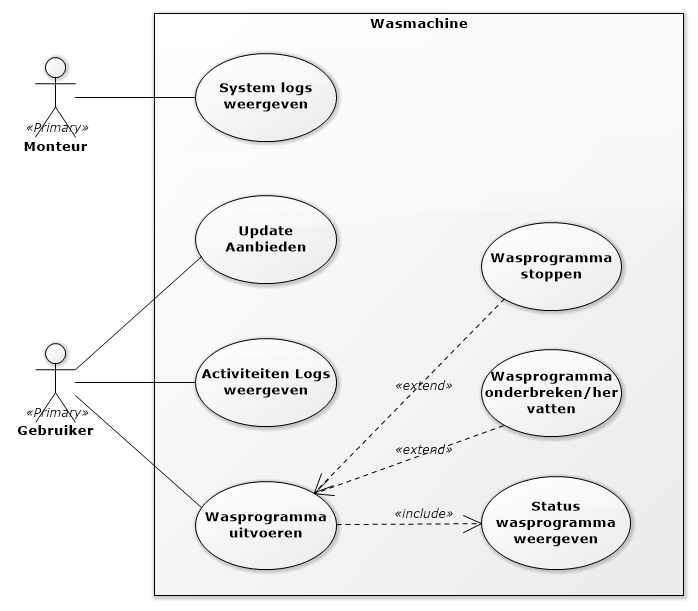 Wasmachine
System logs
weergeven
«Primary»
Monteur
Update
Aanbieden
Wasprogramma
stoppen
Activiteiten Logs
weergeven
«extend»
Wasprogramma
onderbreken/her
vatten
«Primary»
Gebruiker
«extend»
Wasprogramma
uitvoeren
«include»
Status
wasprogramma
weergeven